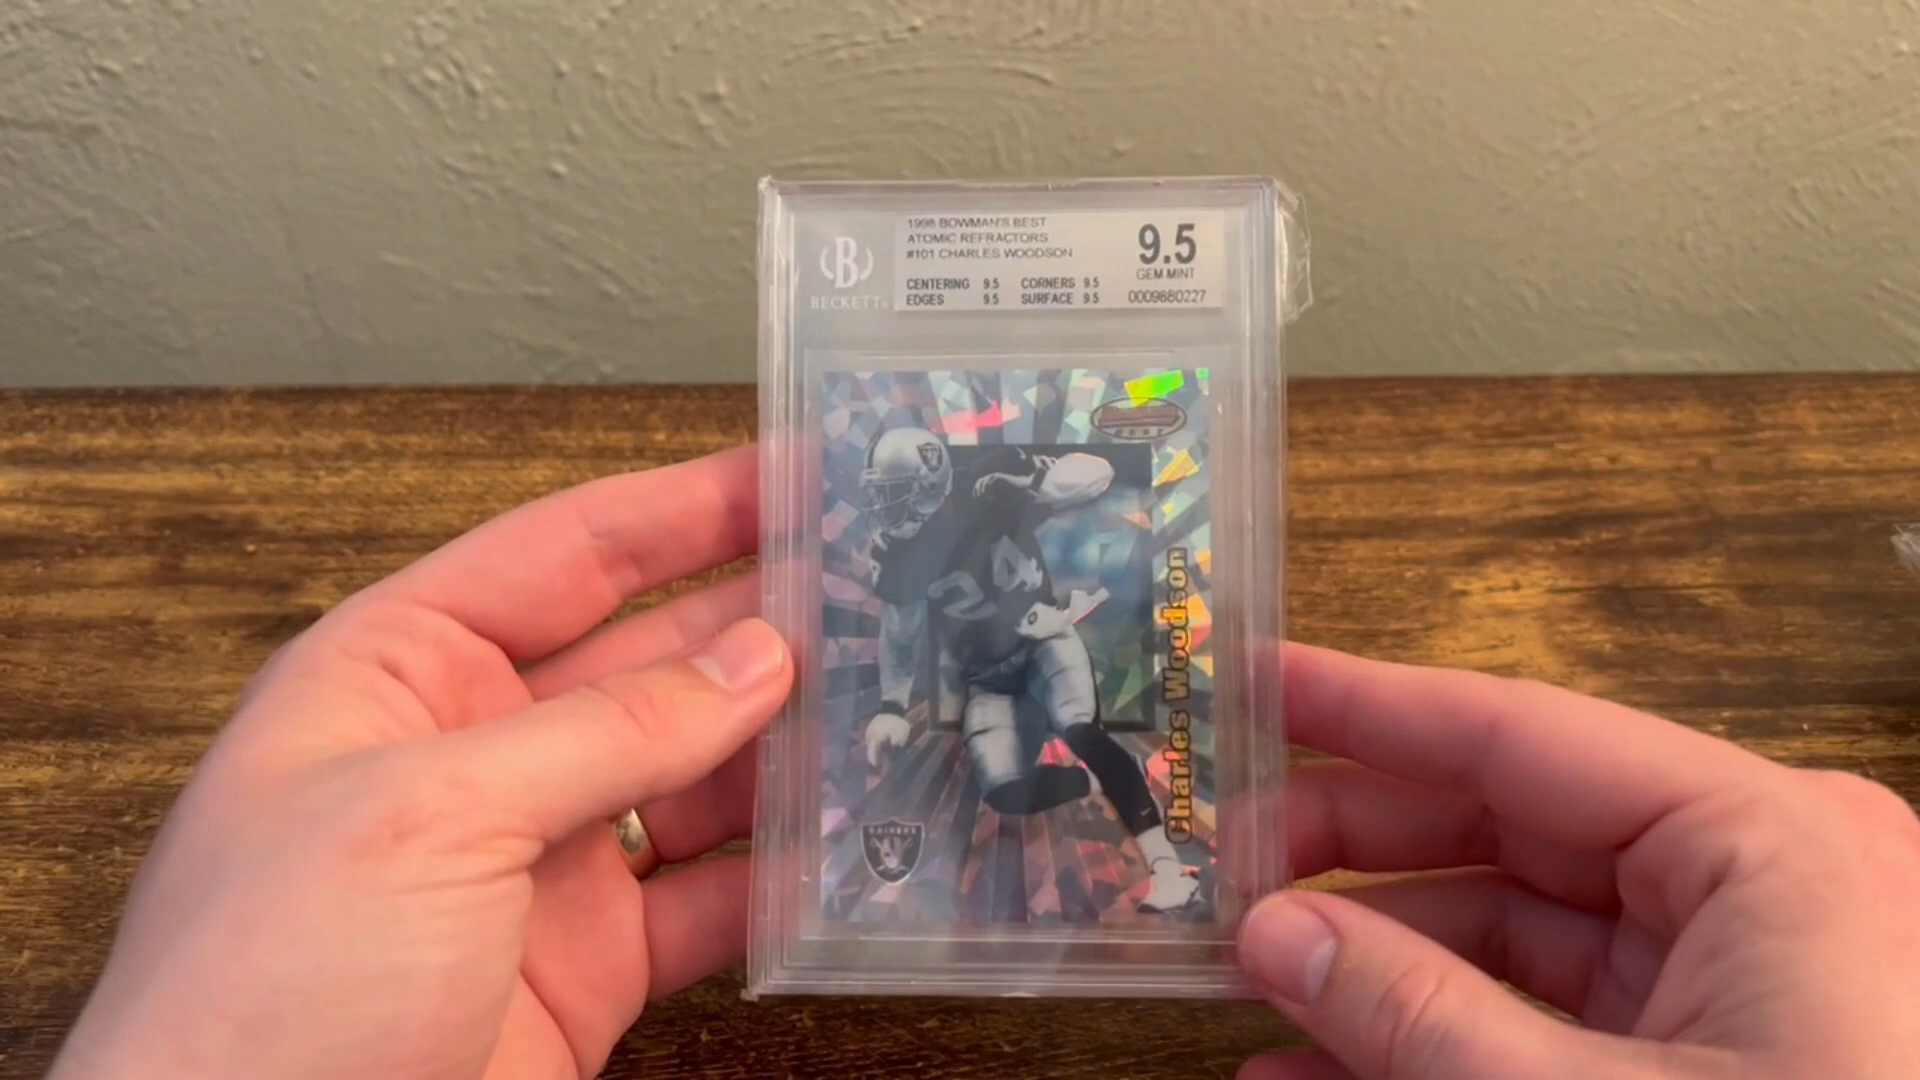 1998 BOWMAN'S BEST
ATOMIC REFRACTORS
#101 CHARLES WOODSON
9.5
GEM MINT
CENTERING 9.5 CORNERS 9.5
EDGES 9.5 SURFACE 9.5
0009880227
BECKETT
BEST
24
Charles Woodson
RAIDERS